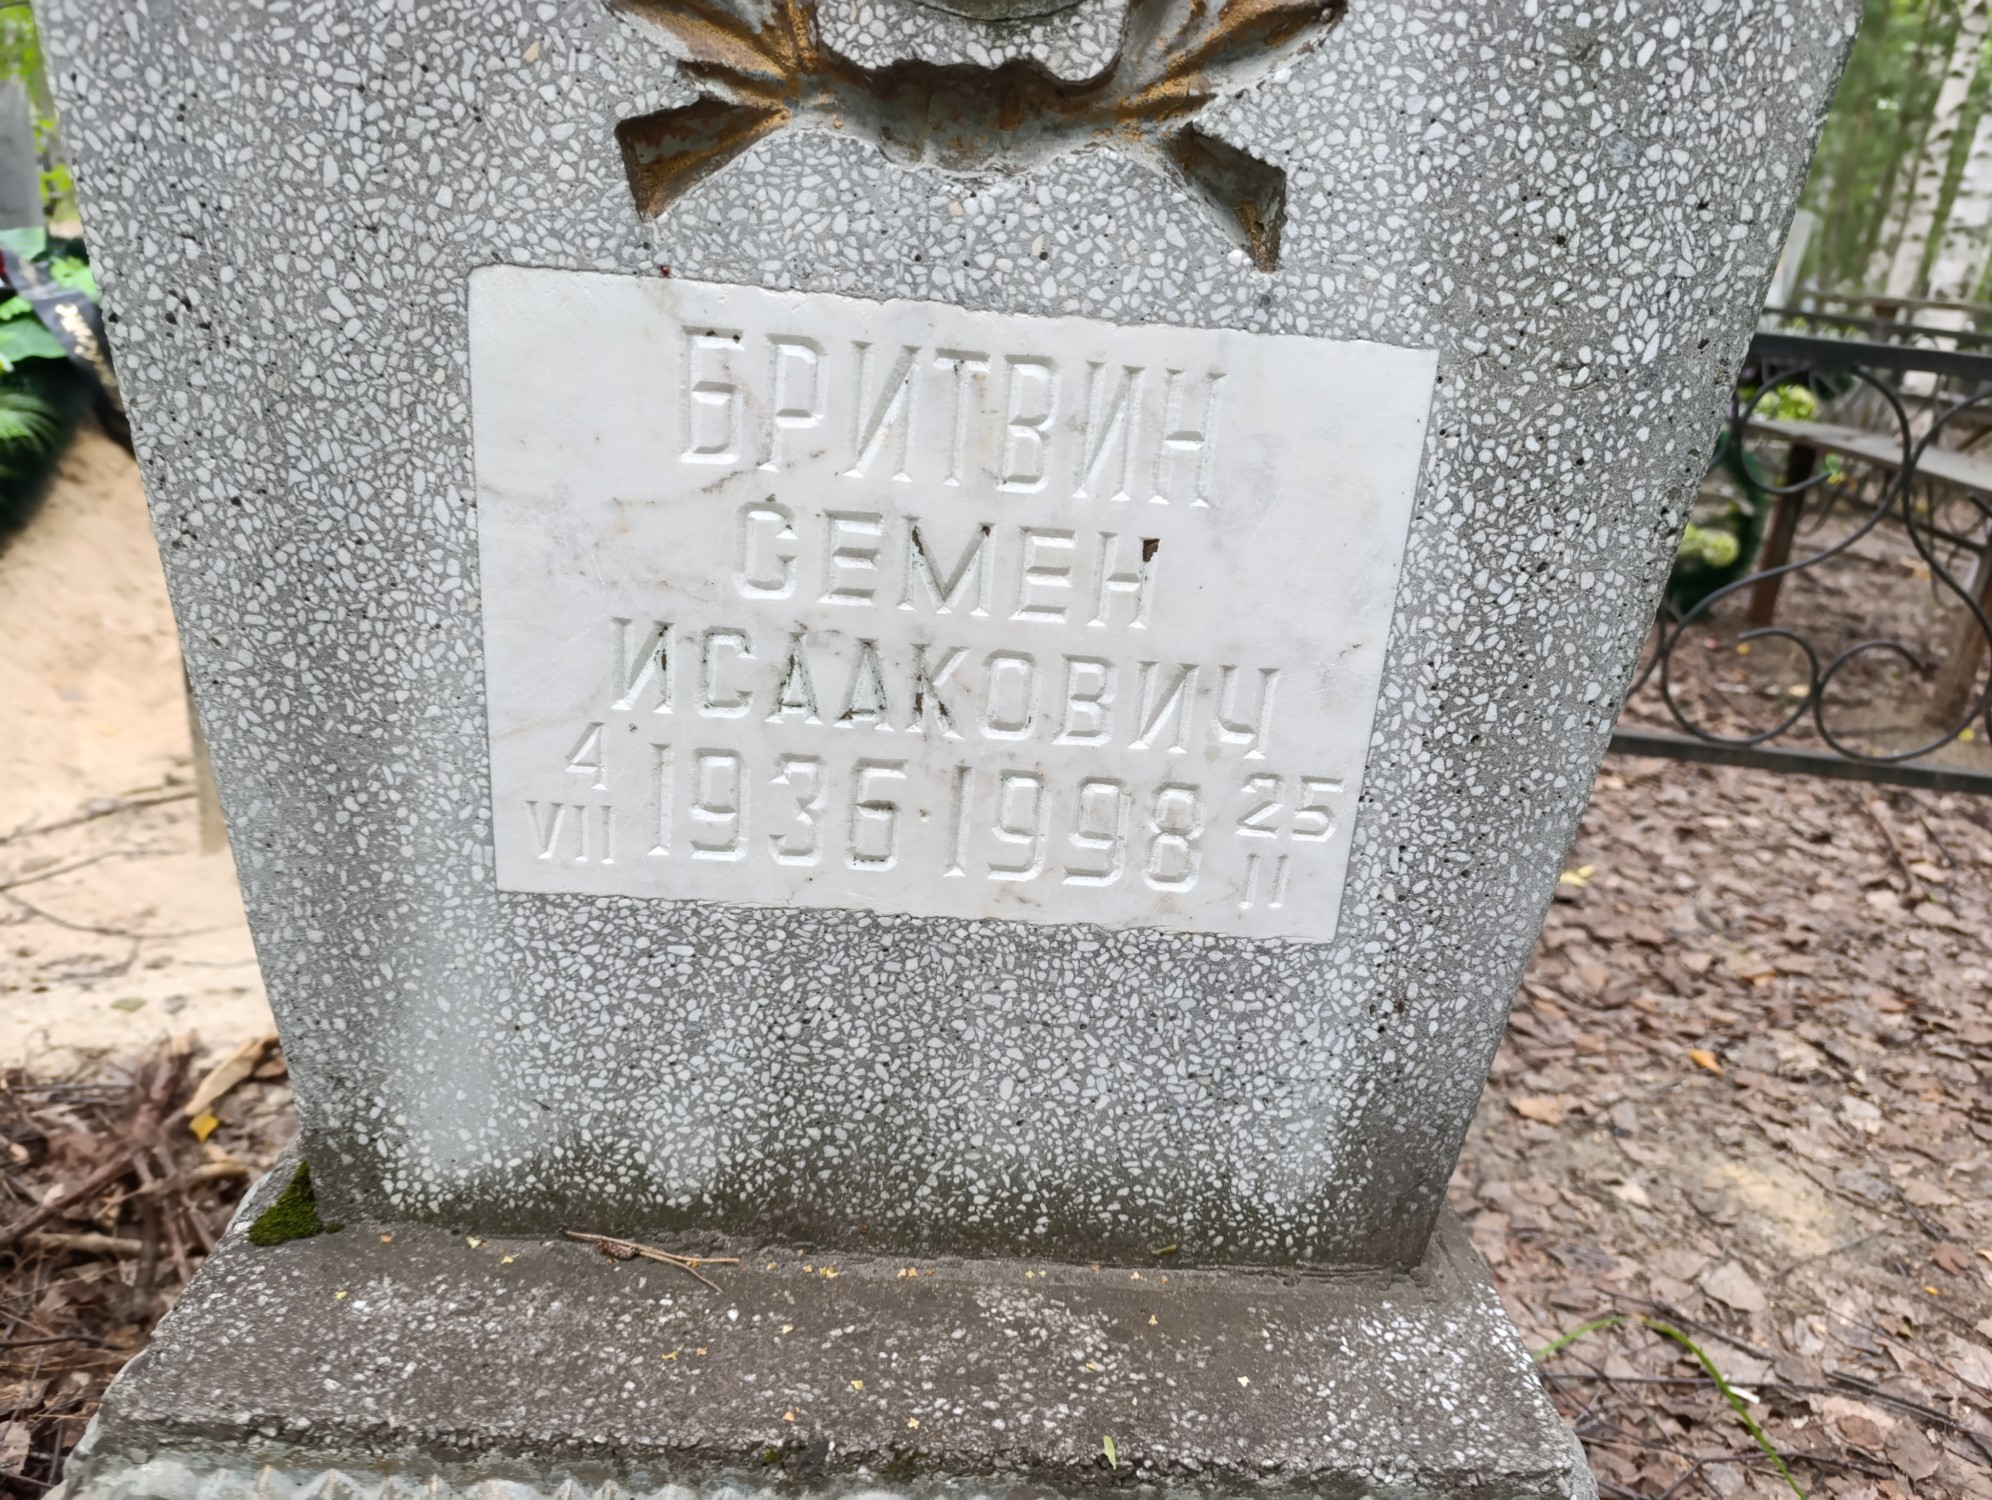 БРИТВИН
СЕМЕН
ИСААКОВИЧ
4 VII 1936·1998 25 II